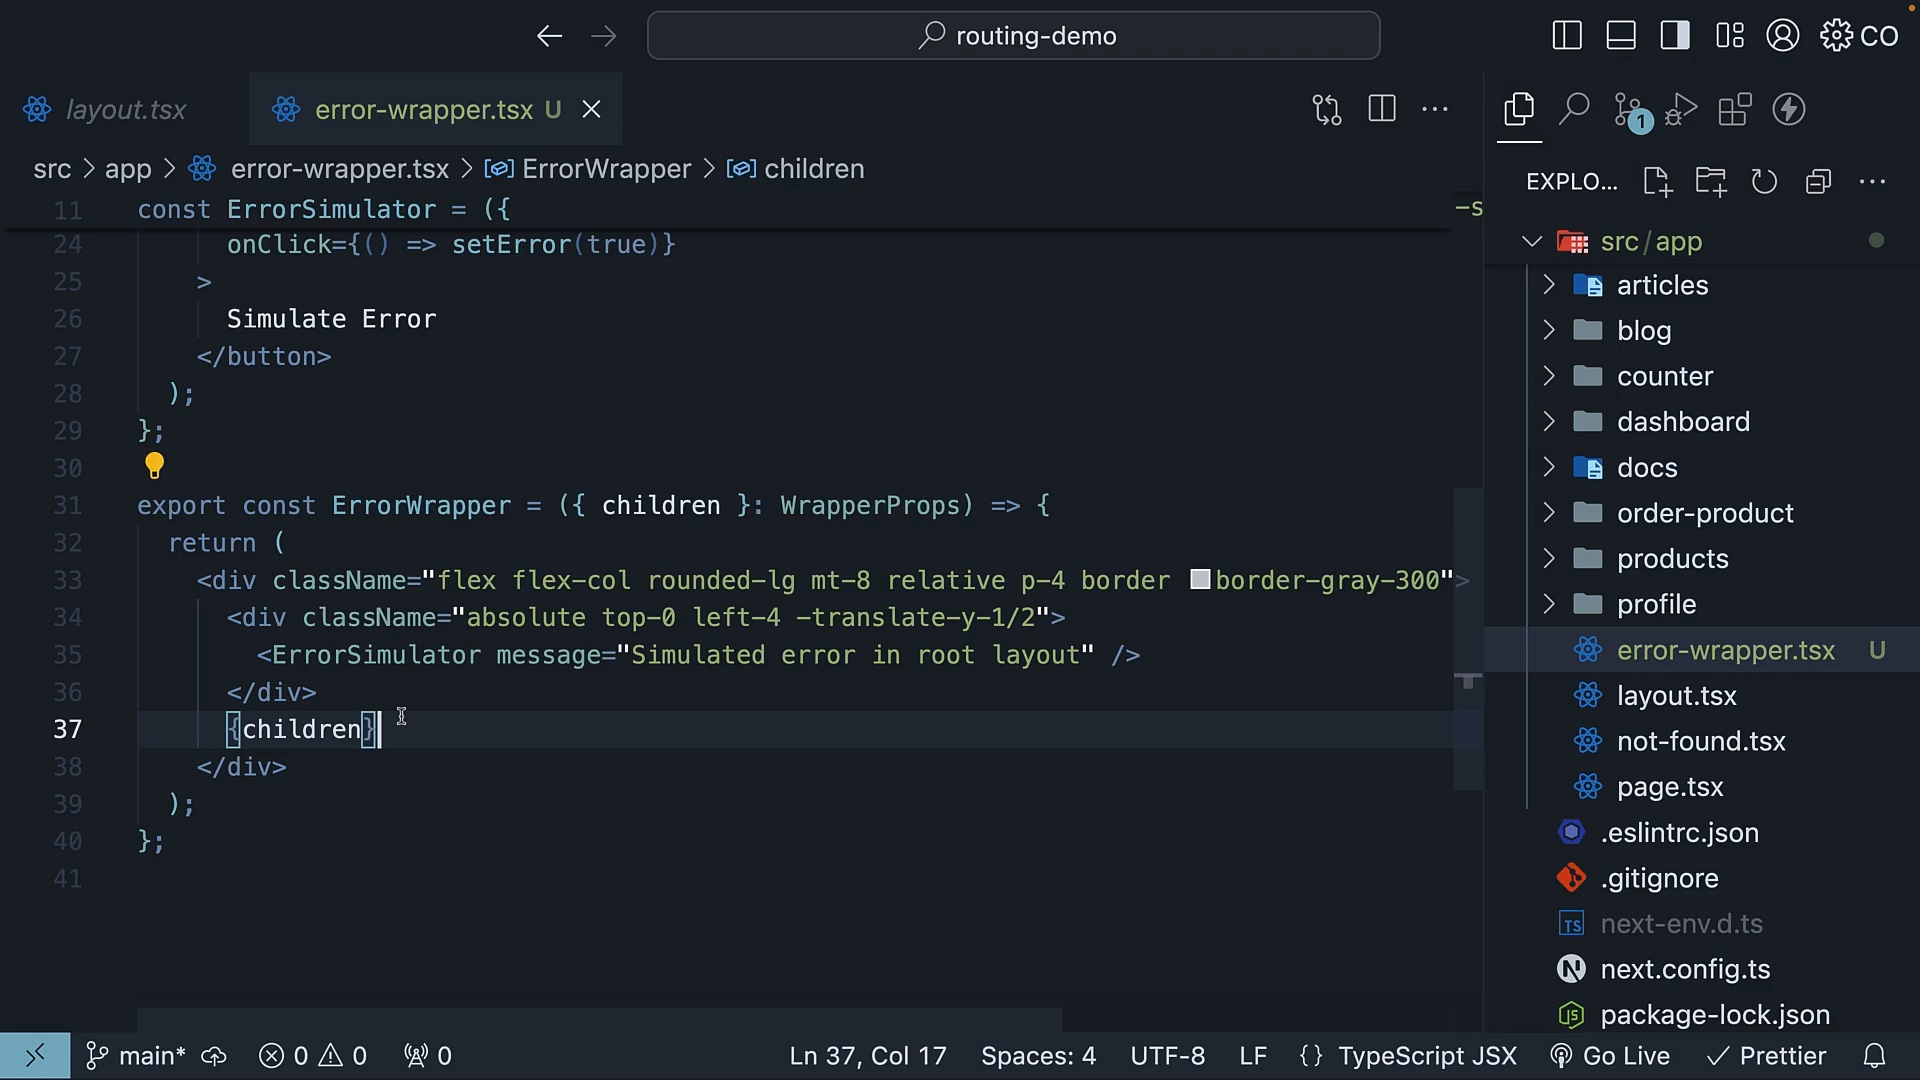 routing-demo
CO
layout.tsx
error-wrapper.tsx U
1
src > app > error-wrapper.tsx > ErrorWrapper > children
EXPLO...
11 const ErrorSimulator = ({
-s
24 onClick={() => setError(true)}
25 >
26 Simulate Error
27 </button>
28 );
29 };
30
31 export const ErrorWrapper = ({ children }: WrapperProps) => {
32 return (
33 <div className="flex flex-col rounded-lg mt-8 relative p-4 border border-gray-300">
34 <div className="absolute top-0 left-4 -translate-y-1/2">
35 <ErrorSimulator message="Simulated error in root layout" />
36 </div>
37 {children}
38 </div>
39 );
40 };
41
src/app
articles
blog
counter
dashboard
docs
order-product
products
profile
error-wrapper.tsx U
layout.tsx
not-found.tsx
page.tsx
.eslintrc.json
.gitignore
TS next-env.d.ts
next.config.ts
package-lock.json
main* 0 0 0 Ln 37, Col 17 Spaces: 4 UTF-8 LF {} TypeScript JSX Go Live Prettier